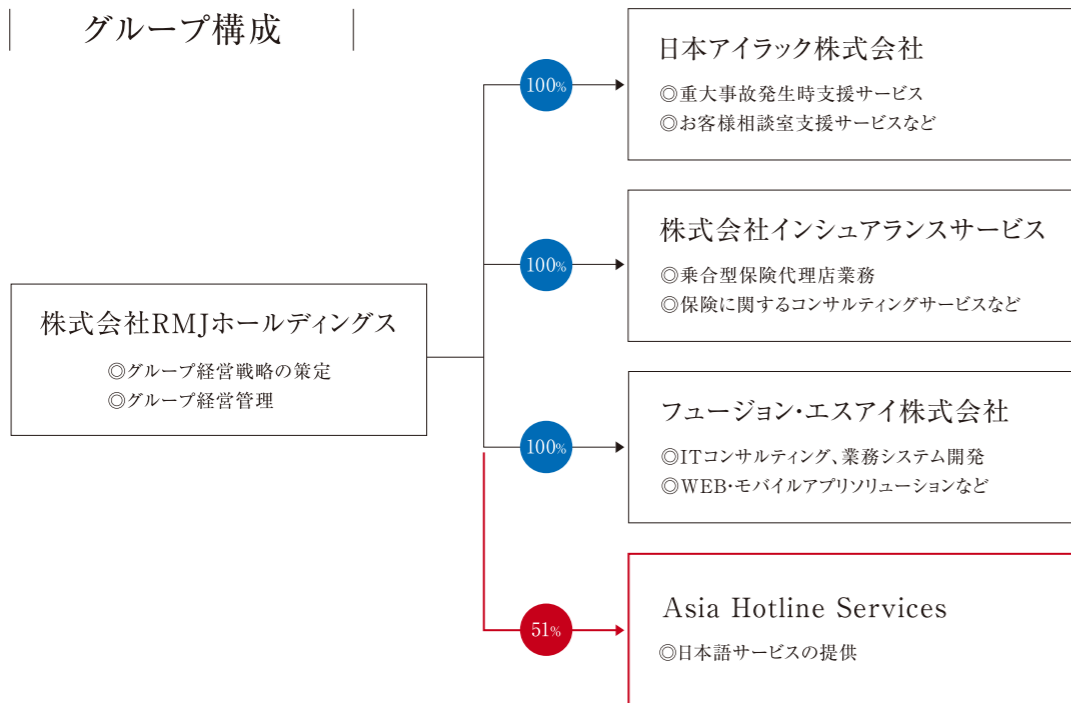 グループ構成
株式会社RMJホールディングス
◎グループ経営戦略の策定
◎グループ経営管理
100%
日本アイラック株式会社
◎重大事故発生時支援サービス
◎お客様相談室支援サービスなど
100%
株式会社インシュアランスサービス
◎乗合型保険代理店業務
◎保険に関するコンサルティングサービスなど
100%
フュージョン・エスアイ株式会社
◎ITコンサルティング、業務システム開発
◎WEB・モバイルアプリソリューションなど
51%
Asia Hotline Services
◎日本語サービスの提供